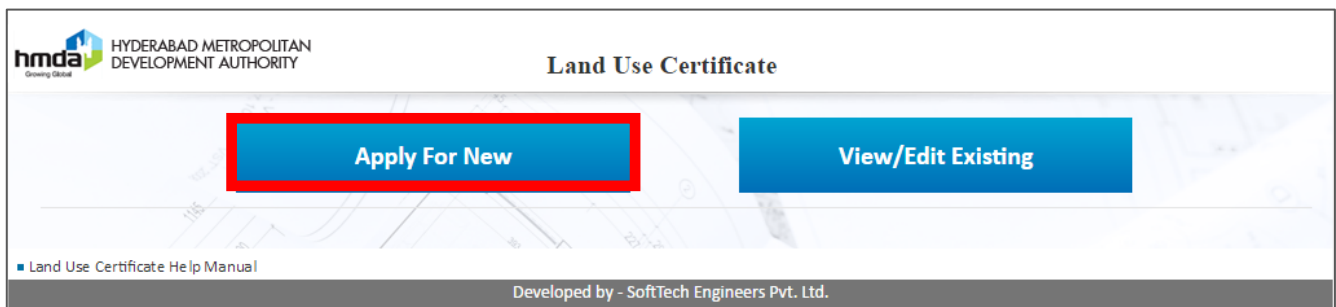 hmda
Growing Global
HYDERABAD METROPOLITAN
DEVELOPMENT AUTHORITY
Land Use Certificate
Apply For New
View/Edit Existing
Land Use Certificate Help Manual
Developed by - SoftTech Engineers Pvt. Ltd.